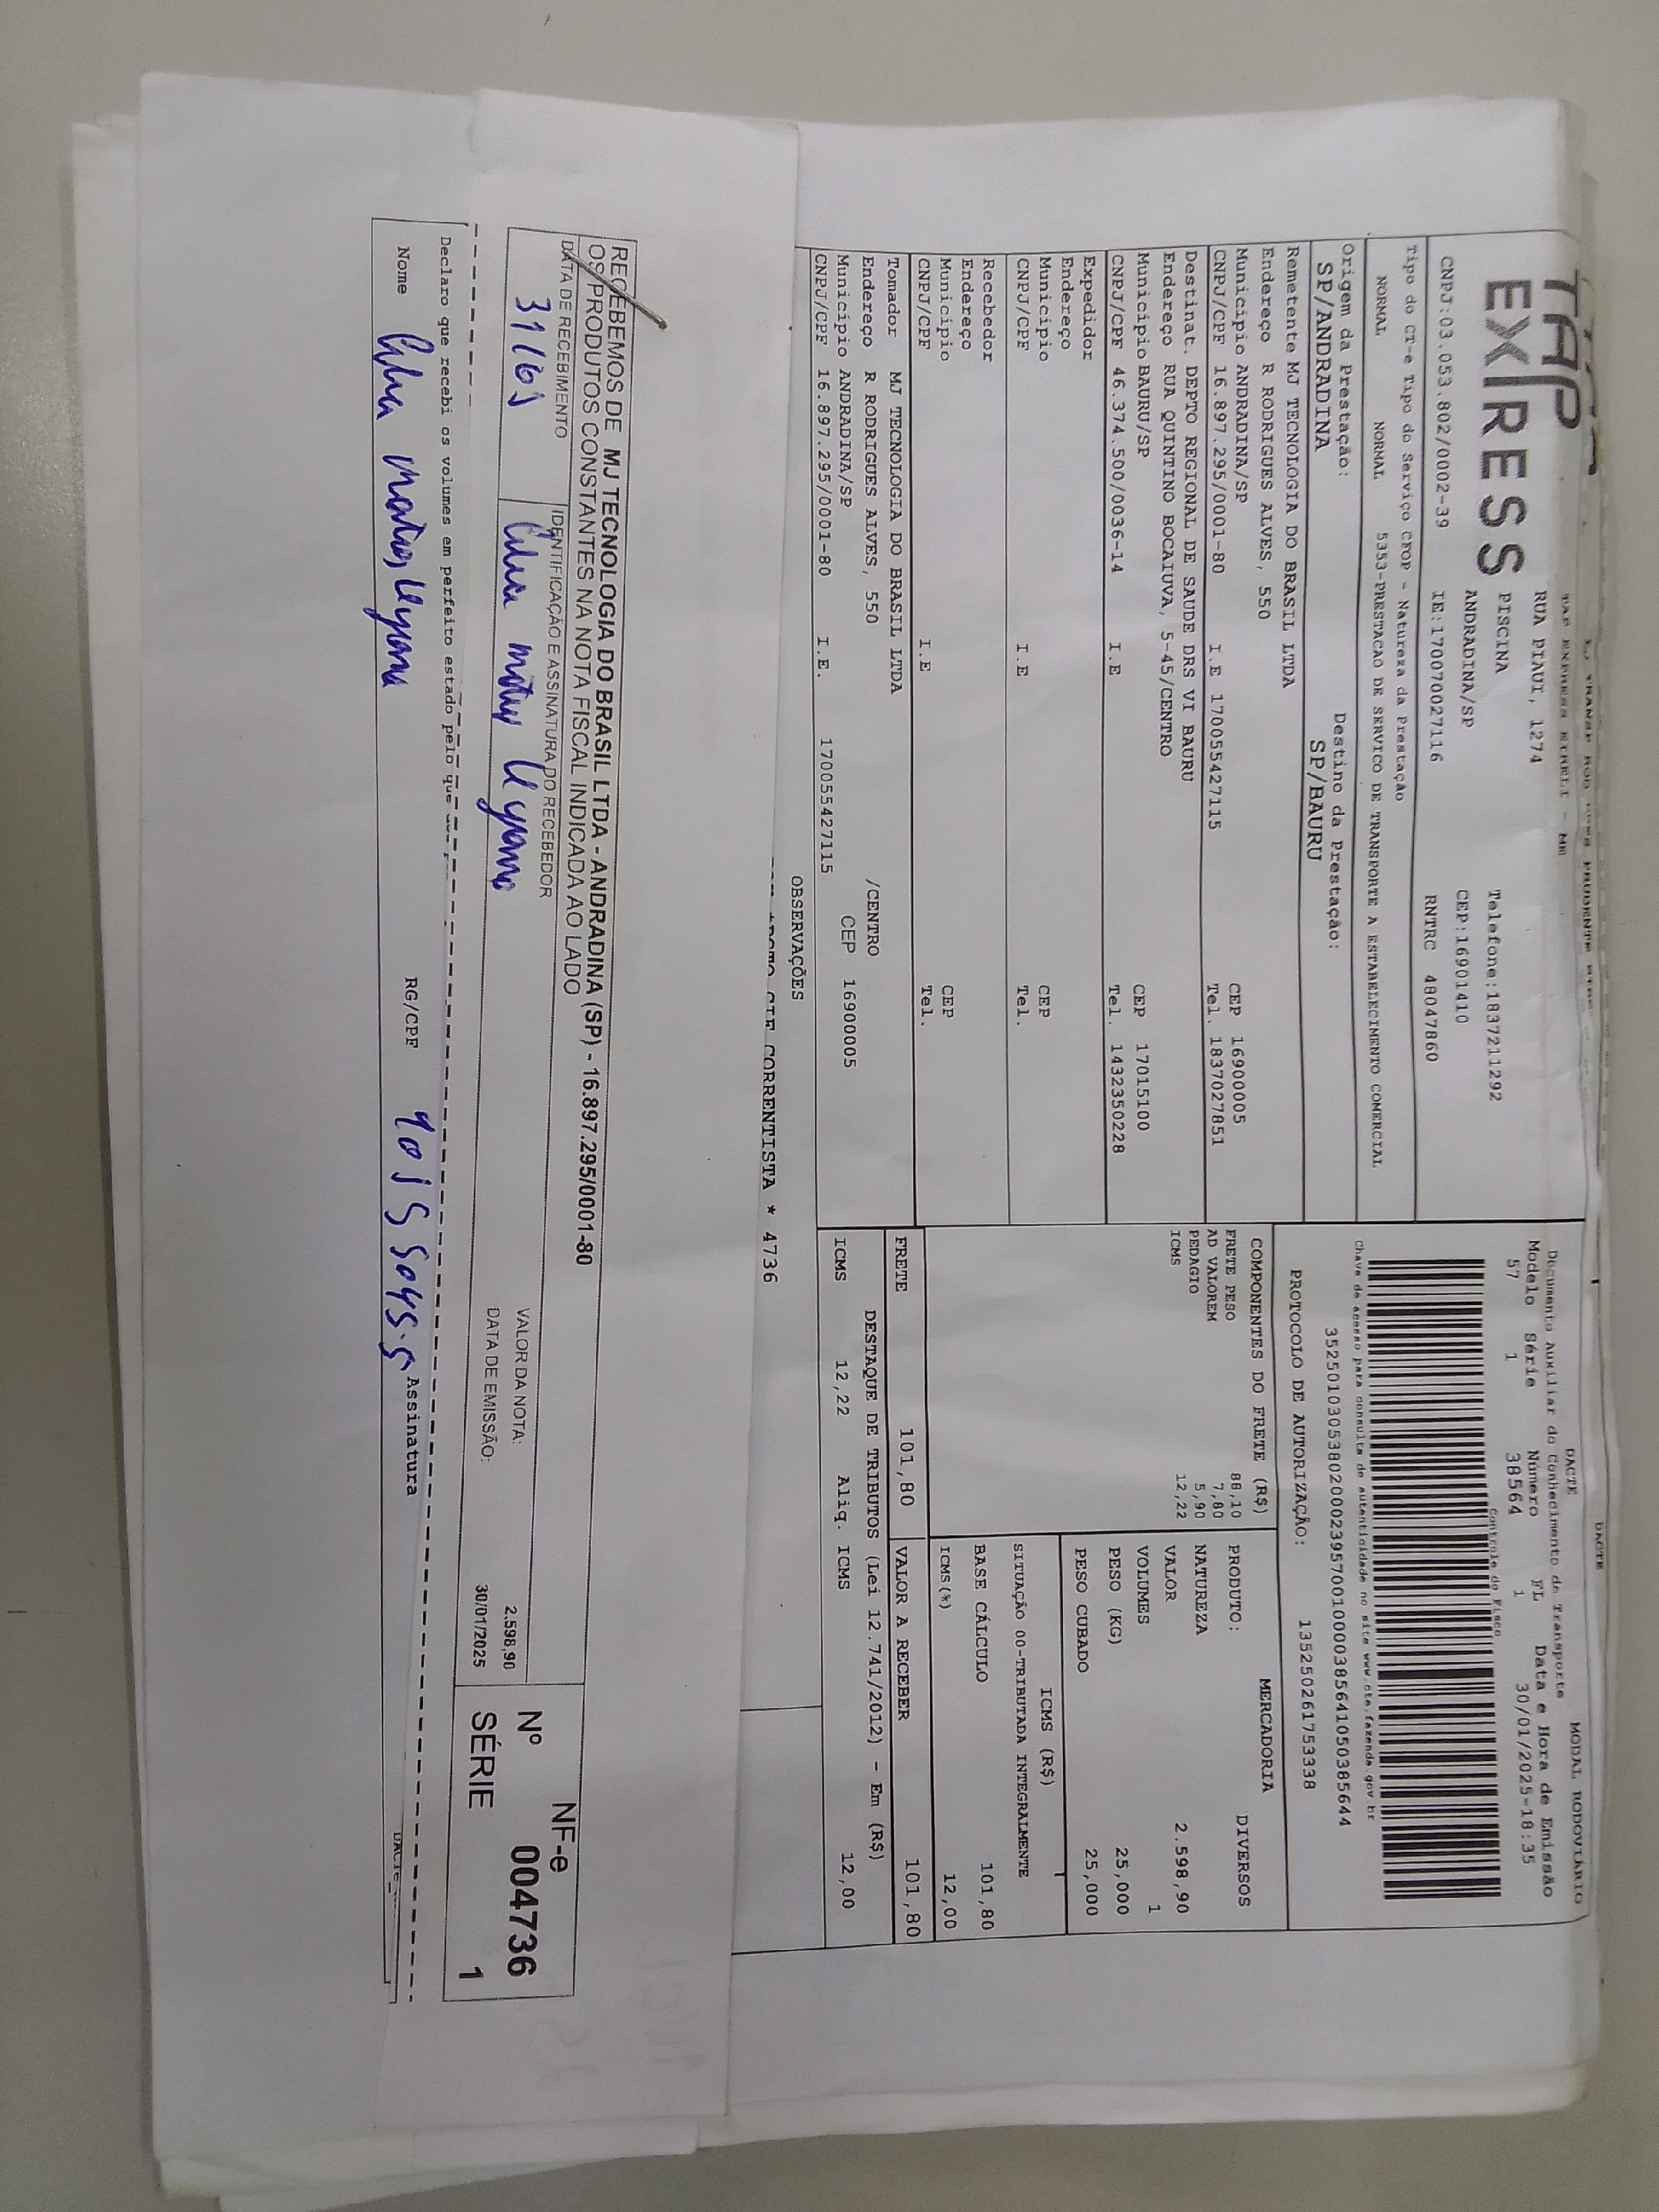 TAP
EXPRESS
TAP EXPRESS EIRELI - ME
RUA PIAUI, 1274
PISCINA
Telefone:1837211292
ANDRADINA/SP
CEP:16901410
CNPJ:03.053.802/0002-39
IE:170070027116
RNTRC 48047860
Tipo do CT-e Tipo do Serviço CFOP - Natureza da Prestação
NORMAL NORMAL 5353-PRESTACAO DE SERVICO DE TRANSPORTE A ESTABELECIMENTO COMERCIAL
Origem da Prestação: Destino da Prestação:
SP/ANDRADINA SP/BAURU
Remetente MJ TECNOLOGIA DO BRASIL LTDA
Endereço R RODRIGUES ALVES, 550
Município ANDRADINA/SP CEP 16900005
CNPJ/CPF 16.897.295/0001-80 I.E 170055427115 Tel. 1837027851
Destinat. DEPTO REGIONAL DE SAUDE DRS VI BAURU
Endereço RUA QUINTINO BOCAIUVA, 5-45/CENTRO
Município BAURU/SP CEP 17015100
CNPJ/CPF 46.374.500/0036-14 I.E Tel. 1432350228
Expedidor
Endereço
Município CEP
CNPJ/CPF I.E Tel.
Recebedor
Endereço
Município CEP
CNPJ/CPF I.E Tel.
Tomador MJ TECNOLOGIA DO BRASIL LTDA
Endereço R RODRIGUES ALVES, 550 /CENTRO
Município ANDRADINA/SP CEP 16900005
CNPJ/CPF 16.897.295/0001-80 I.E. 170055427115
DACTE
DACTE MODAL RODOVIÁRIO
Documento Auxiliar do Conhecimento de Transporte
Modelo Série Número FL Data e Hora de Emissão
57 1 38564 1 30/01/2025-18:35
Controle do Fisco
Chave de acesso para consulta de autenticidade no site www.cte.fazenda.gov.br
35250103053802000239570010000385641050385644
PROTOCOLO DE AUTORIZAÇÃO: 135250261753338
COMPONENTES DO FRETE (R$)
FRETE PESO 88,10
AD VALOREM 7,80
PEDAGIO 5,90
ICMS 12,22
MERCADORIA
PRODUTO: DIVERSOS
NATUREZA
VALOR 2.598,90
VOLUMES 1
PESO (KG) 25,000
PESO CUBADO 25,000
ICMS (R$)
SITUAÇÃO 00-TRIBUTADA INTEGRALMENTE
BASE CÁLCULO 101,80
ICMS(%) 12,00
FRETE 101,80 VALOR A RECEBER 101,80
DESTAQUE DE TRIBUTOS (Lei 12.741/2012) - Em (R$)
ICMS 12,22 Aliq. ICMS 12,00
OBSERVAÇÕES
CORRENTISTA * 4736
RECEBEMOS DE MJ TECNOLOGIA DO BRASIL LTDA - ANDRADINA (SP) - 16.897.295/0001-80
OS PRODUTOS CONSTANTES NA NOTA FISCAL INDICADA AO LADO
DATA DE RECEBIMENTO
IDENTIFICAÇÃO E ASSINATURA DO RECEBEDOR
VALOR DA NOTA: 2.598,90
DATA DE EMISSÃO: 30/01/2025
NF-e
Nº 004736
SÉRIE 1
Declaro que recebi os volumes em perfeito estado pelo que
Nome
RG/CPF
Assinatura